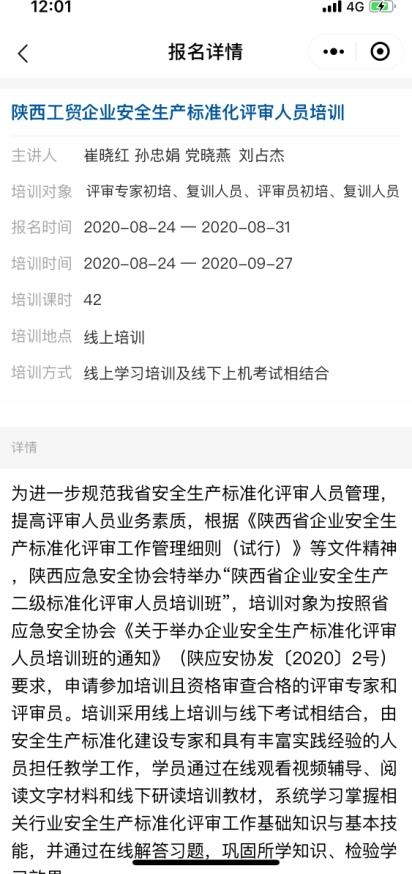 12:01
4G
报名详情
陕西工贸企业安全生产标准化评审人员培训
主讲人 崔晓红 孙忠娟 党晓燕 刘占杰
培训对象 评审专家初培、复训人员、评审员初培、复训人员
报名时间 2020-08-24 — 2020-08-31
培训时间 2020-08-24 — 2020-09-27
培训课时 42
培训地点 线上培训
培训方式 线上学习培训及线下上机考试相结合
详情
为进一步规范我省安全生产标准化评审人员管理，
提高评审人员业务素质，根据《陕西省企业安全生
产标准化评审工作管理细则（试行）》等文件精神
，陕西应急安全协会特举办“陕西省企业安全生产
二级标准化评审人员培训班”，培训对象为按照省
应急安全协会《关于举办企业安全生产标准化评审
人员培训班的通知》（陕应安协发〔2020〕2号）
要求，申请参加培训且资格审查合格的评审专家和
评审员。培训采用线上培训与线下考试相结合，由
安全生产标准化建设专家和具有丰富实践经验的人
员担任教学工作，学员通过在线观看视频辅导、阅
读文字材料和线下研读培训教材，系统学习掌握相
关行业安全生产标准化评审工作基础知识与基本技
能，并通过在线解答习题，巩固所学知识、检验学
习效果